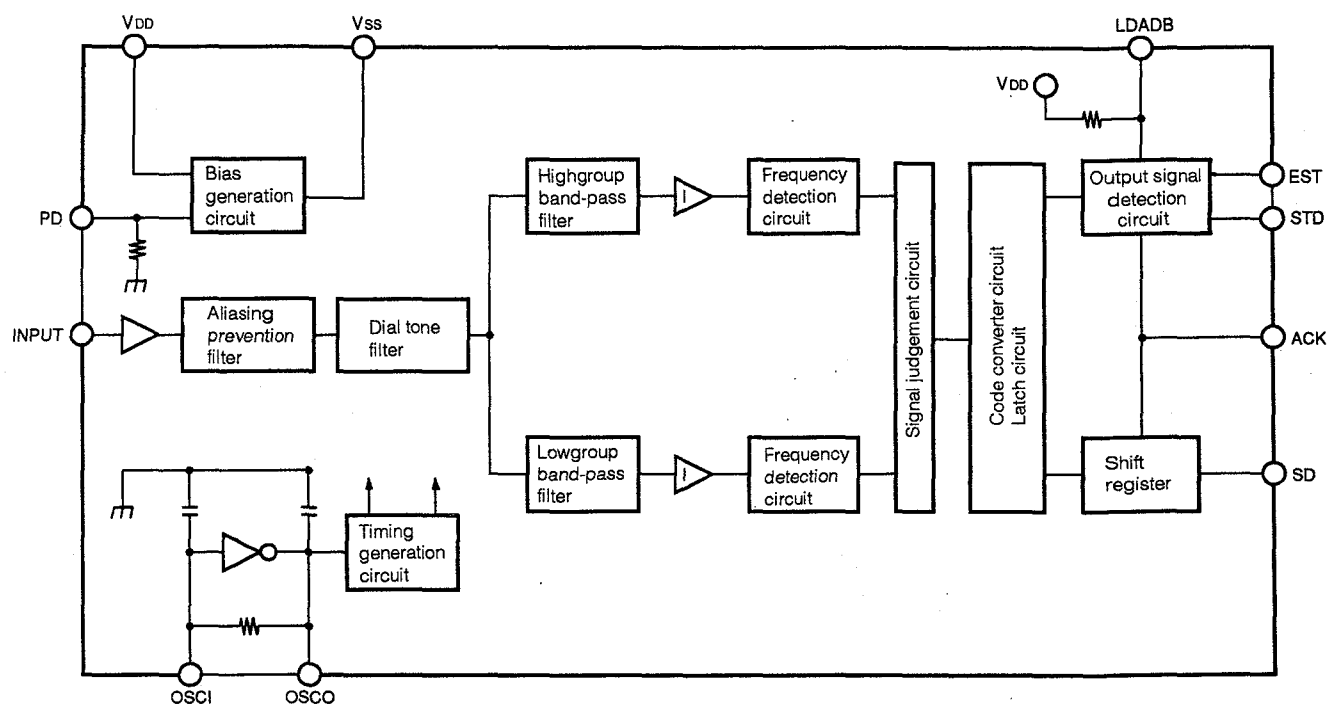 VDD
VSS
LDADB
VDD
Bias
generation
circuit
Highgroup
band-pass
filter
Frequency
detection
circuit
Output signal
detection
circuit
EST
STD
PD
INPUT
Aliasing
prevention
filter
Dial tone
filter
Signal judgement circuit
Code converter circuit
Latch circuit
ACK
Lowgroup
band-pass
filter
Frequency
detection
circuit
Shift
register
SD
Timing
generation
circuit
OSCI
OSCO